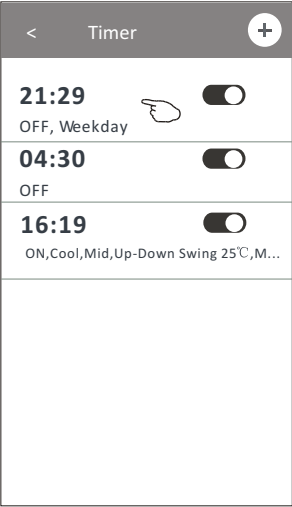 < Timer +
21:29
OFF, Weekday
04:30
OFF
16:19
ON,Cool,Mid,Up-Down Swing 25℃,M...